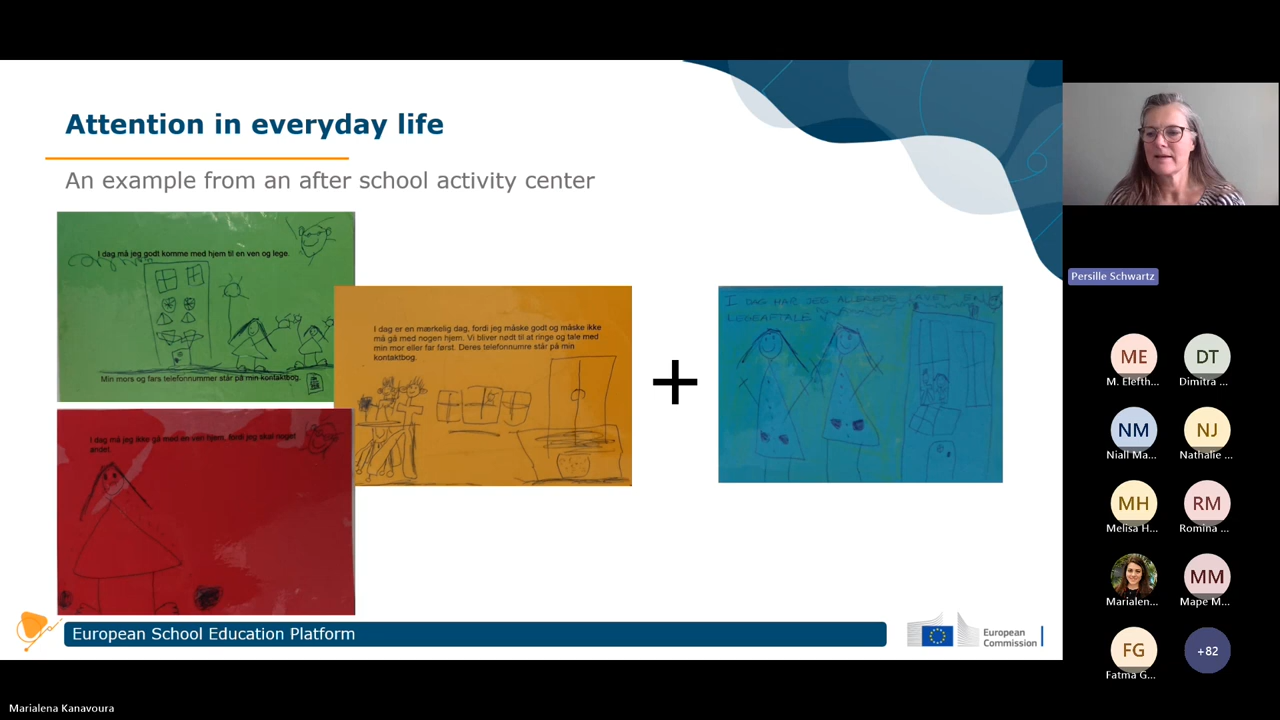 Attention in everyday life
An example from an after school activity center
I dag må jeg godt komme med hjem til en ven og lege.
Min mors og fars telefonnummer står på min kontaktbog.
I dag er en mærkelig dag, fordi jeg måske godt og måske ikke
må gå med nogen hjem. Vi bliver nødt til at ringe og tale med
min mor eller far først. Deres telefonnumre står på min
kontaktbog.
I dag må jeg ikke gå med en ven hjem, fordi jeg skal noget
andet.
+
I DAG HAR JEG ALLEREDE LAVET EN
LEGEAFTALE
European School Education Platform
European
Commission
Persille Schwartz
ME
DT
M. Elefth...
Dimitra ...
NM
NJ
Niall Ma...
Nathalie ...
MH
RM
Melisa H...
Romina ...
MM
Marialen...
Mape M...
FG
+82
Fatma G...
Marialena Kanavoura